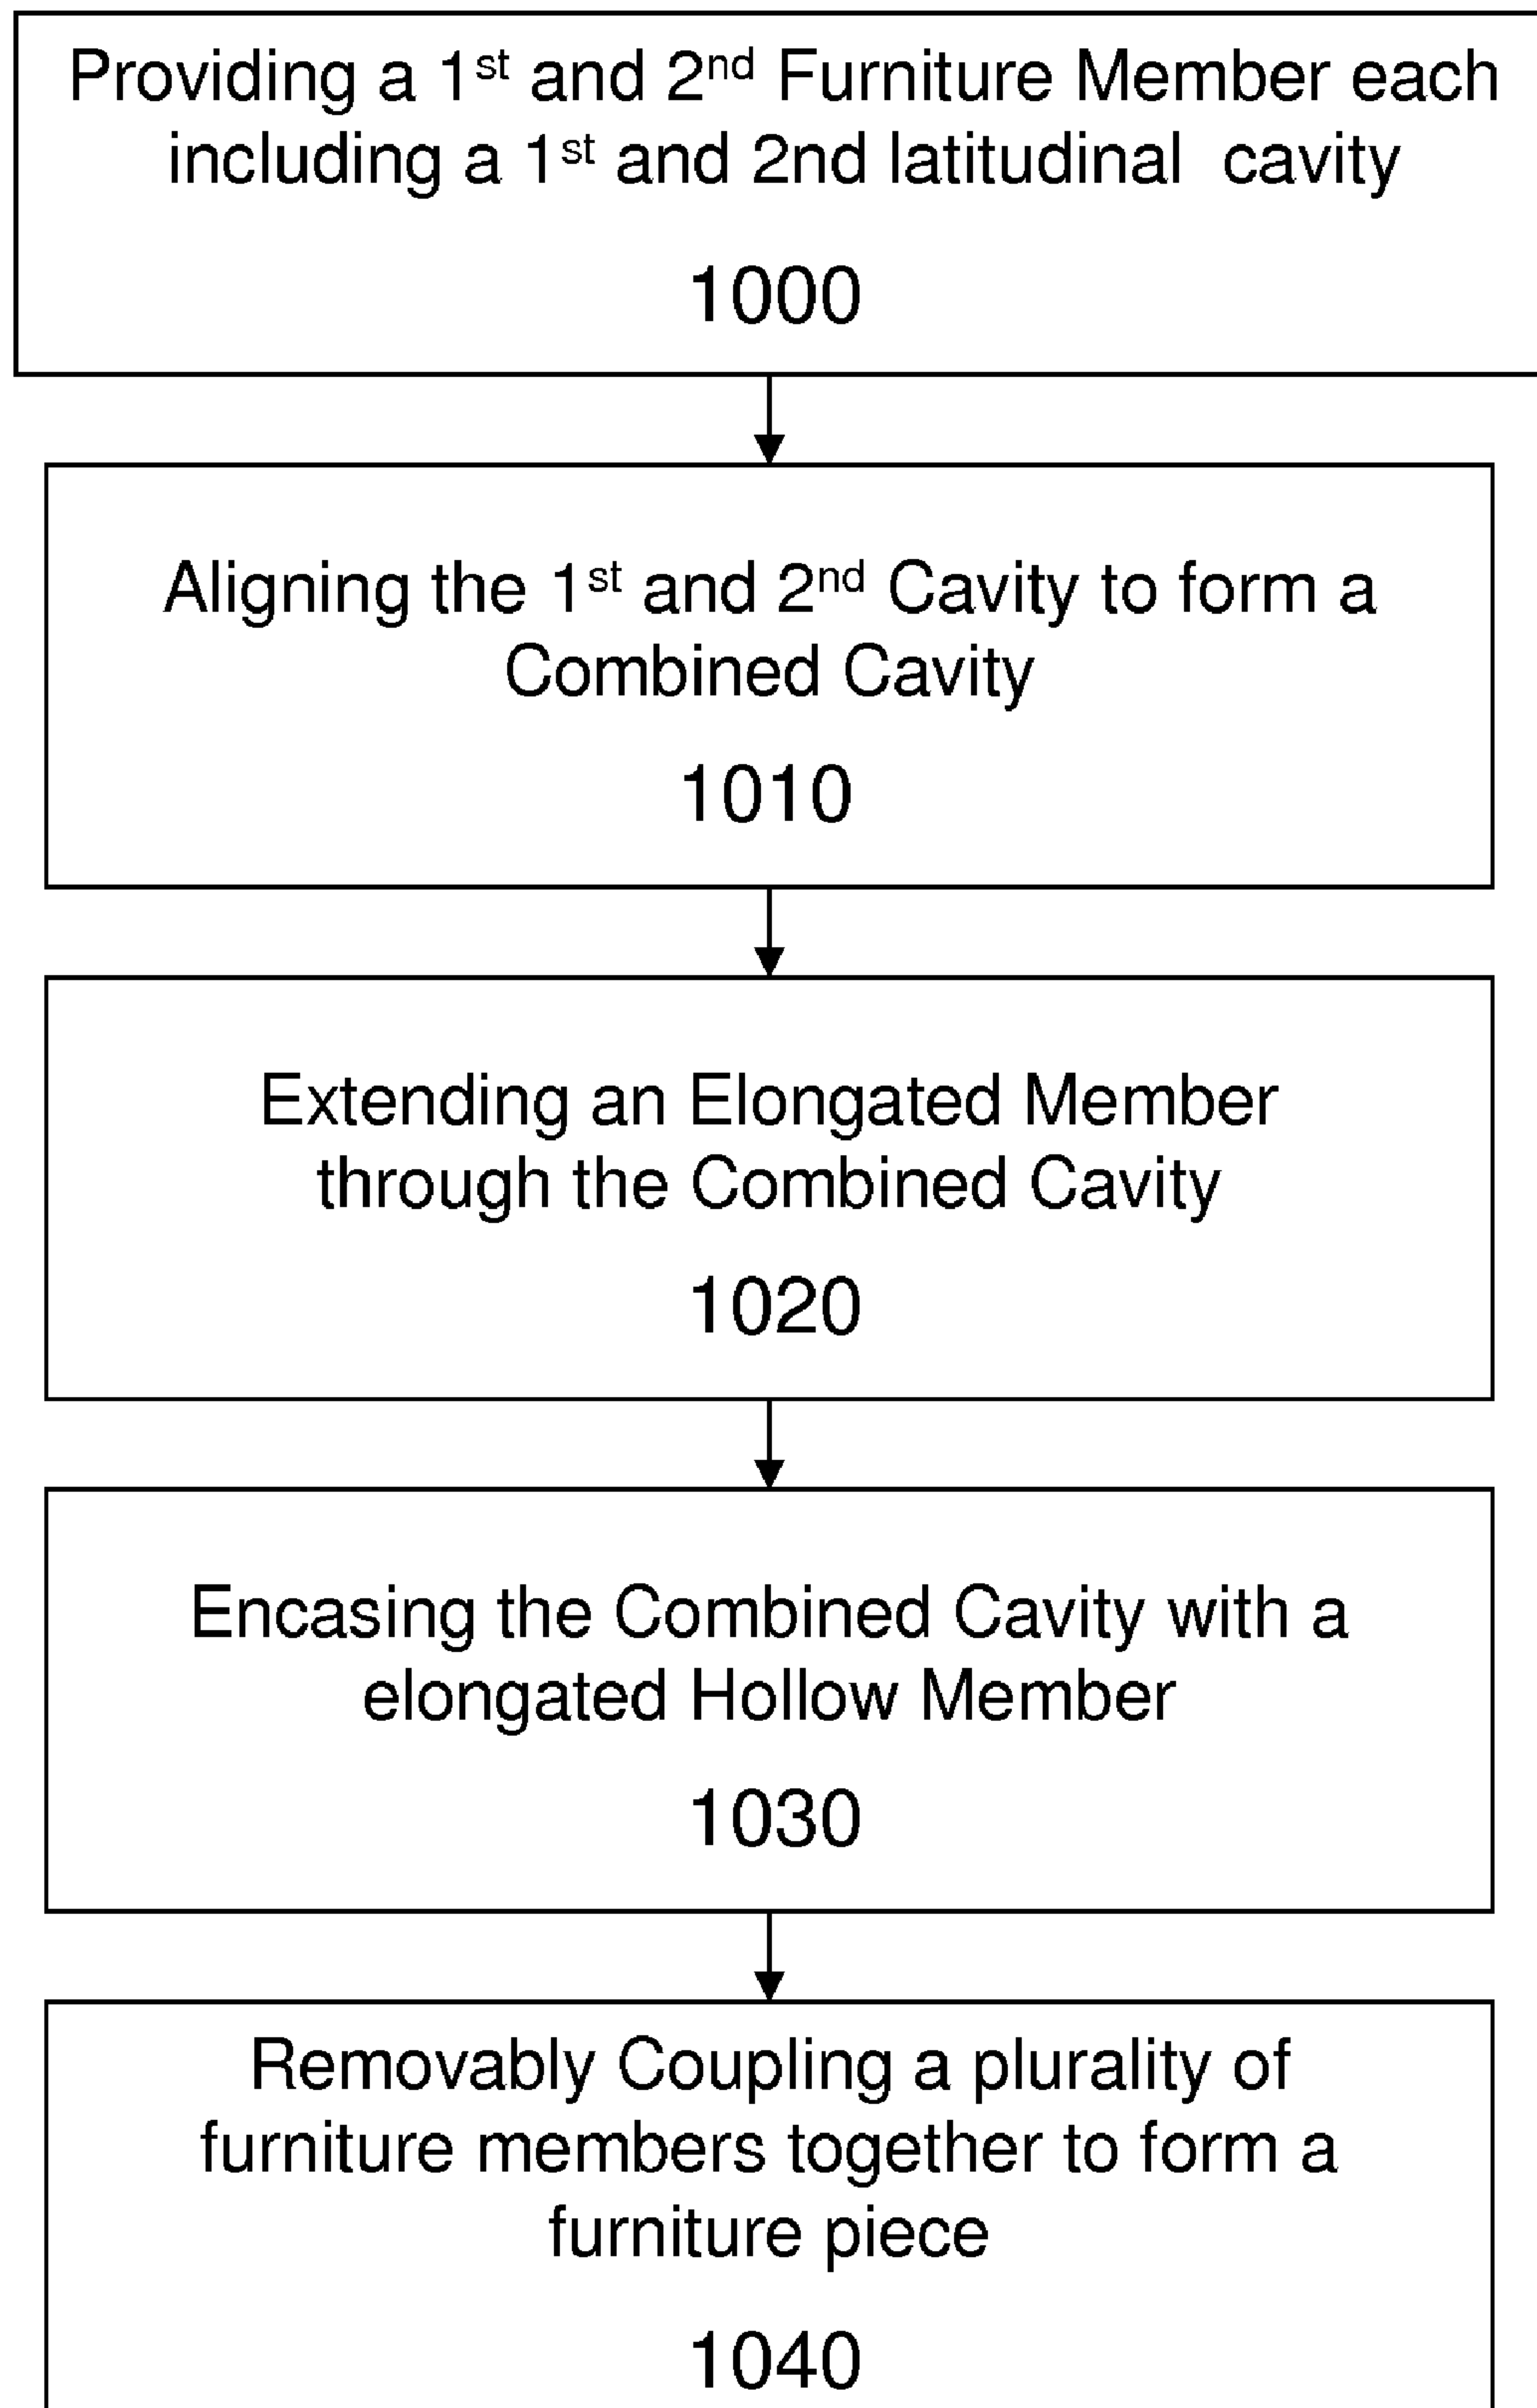 Providing a 1st and 2nd Furniture Member each
including a 1st and 2nd latitudinal cavity
1000
Aligning the 1st and 2nd Cavity to form a
Combined Cavity
1010
Extending an Elongated Member
through the Combined Cavity
1020
Encasing the Combined Cavity with a
elongated Hollow Member
1030
Removably Coupling a plurality of
furniture members together to form a
furniture piece
1040